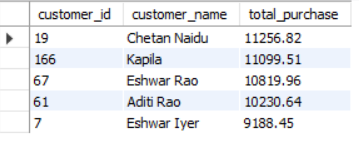 customer_id customer_name total_purchase
19 Chetan Naidu 11256.82
166 Kapila 11099.51
67 Eshwar Rao 10819.96
61 Aditi Rao 10230.64
7 Eshwar Iyer 9188.45